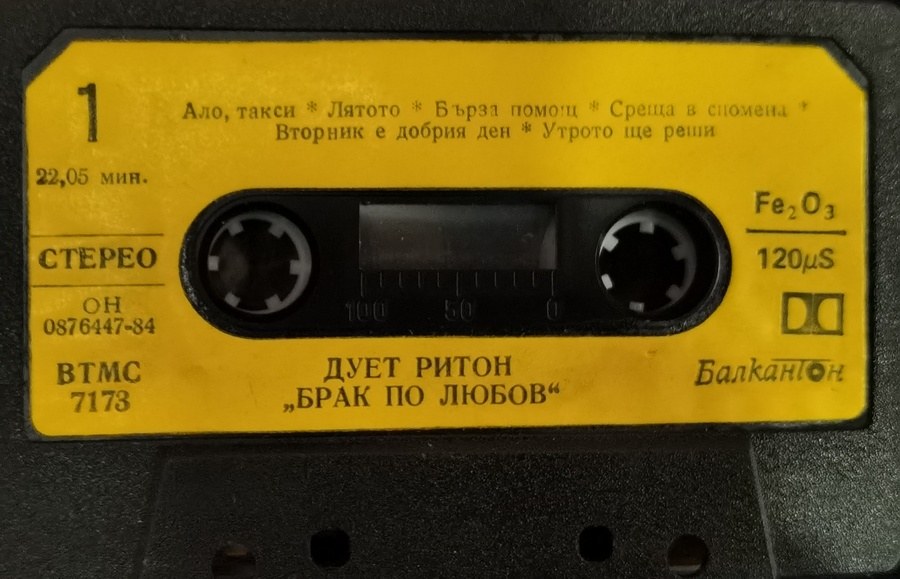 1
Ало, такси * Лятото * Бърза помощ * Среща в спомена *
Вторник е добрия ден * Утрото ще реши
22,05 мин.
СТЕРЕО
ОН
0876447-84
ВТМС
7173
100 50 0
ДУЕТ РИТОН
„БРАК ПО ЛЮБОВ“
Fe₂O₃
120µS
Балкантон